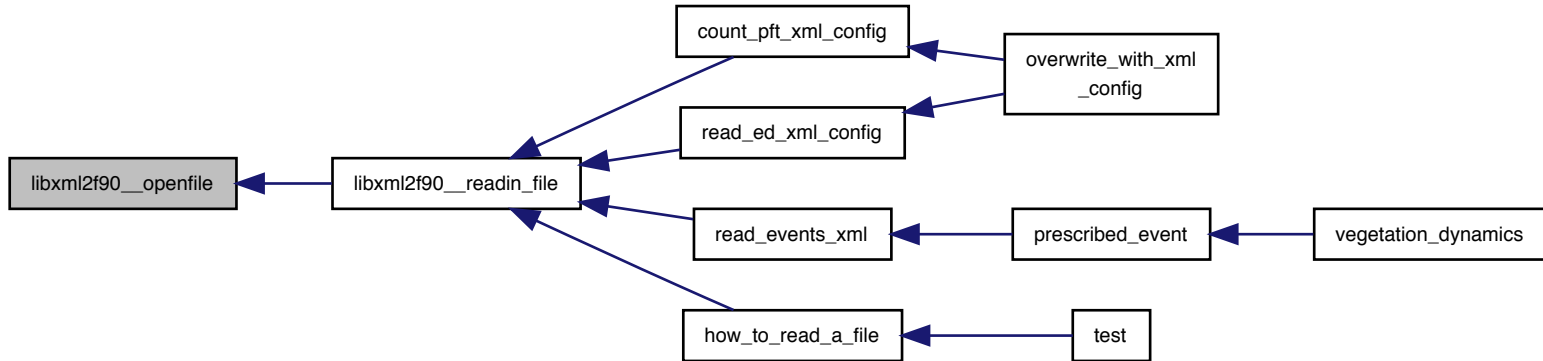 libxml2f90__openfile
libxml2f90__readin_file
count_pft_xml_config
overwrite_with_xml
_config
read_ed_xml_config
read_events_xml
prescribed_event
vegetation_dynamics
how_to_read_a_file
test